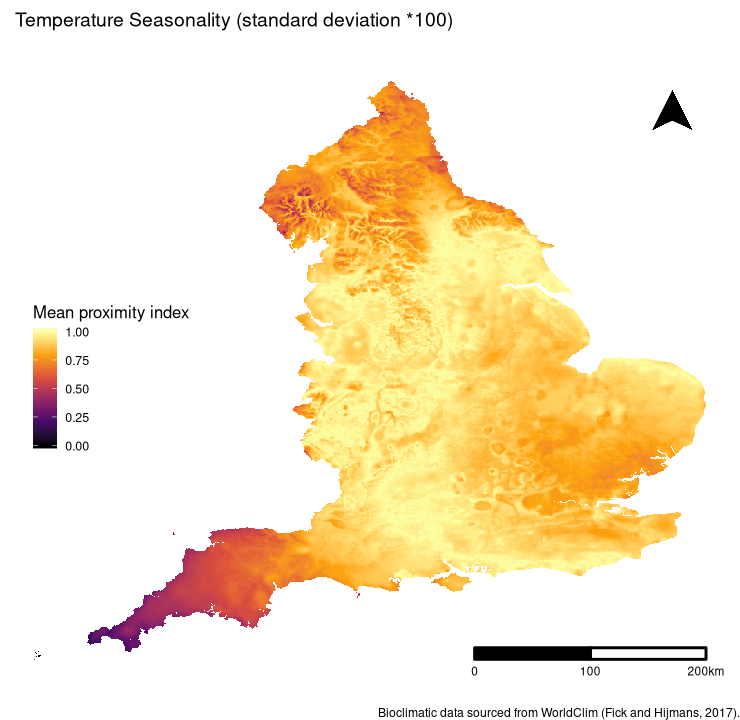 Temperature Seasonality (standard deviation *100)
Mean proximity index
1.00
0.75
0.50
0.25
0.00
0 100 200km
Bioclimatic data sourced from WorldClim (Fick and Hijmans, 2017).